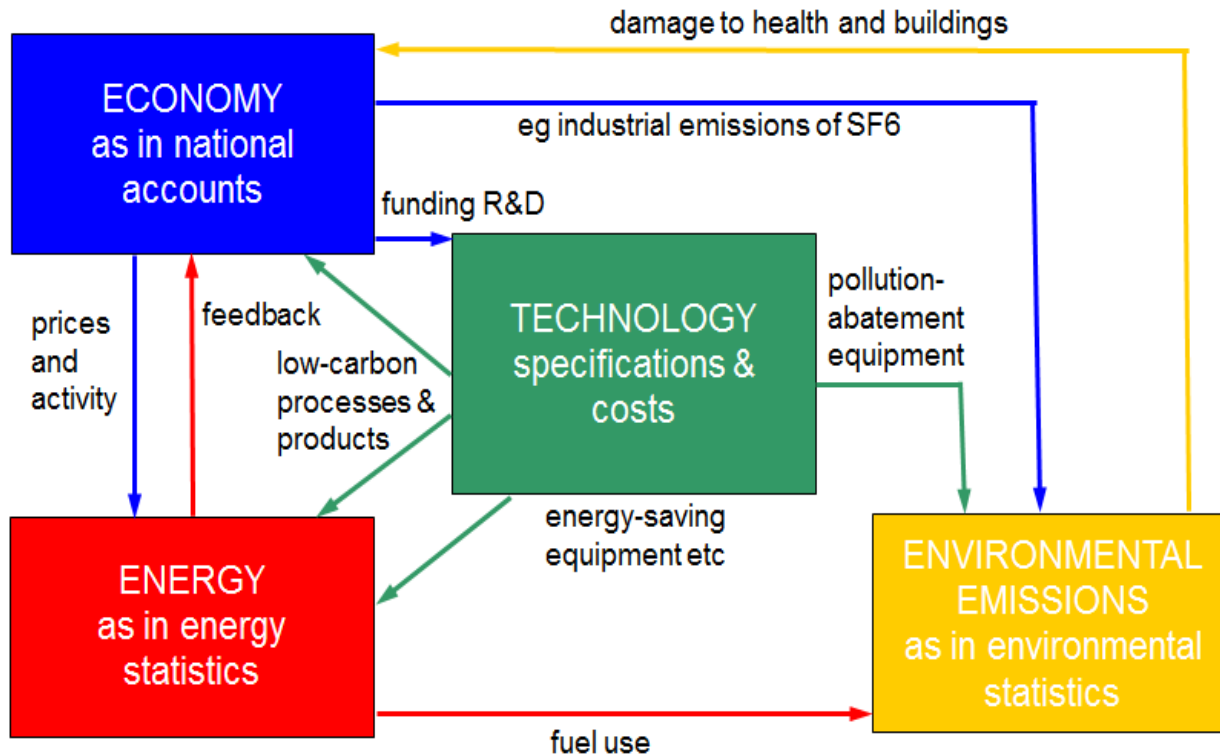 damage to health and buildings
ECONOMY
as in national
accounts
eg industrial emissions of SF6
funding R&D
prices
and
activity
feedback
low-carbon
processes &
products
TECHNOLOGY
specifications &
costs
pollution-
abatement
equipment
energy-saving
equipment etc
ENERGY
as in energy
statistics
ENVIRONMENTAL
EMISSIONS
as in environmental
statistics
fuel use